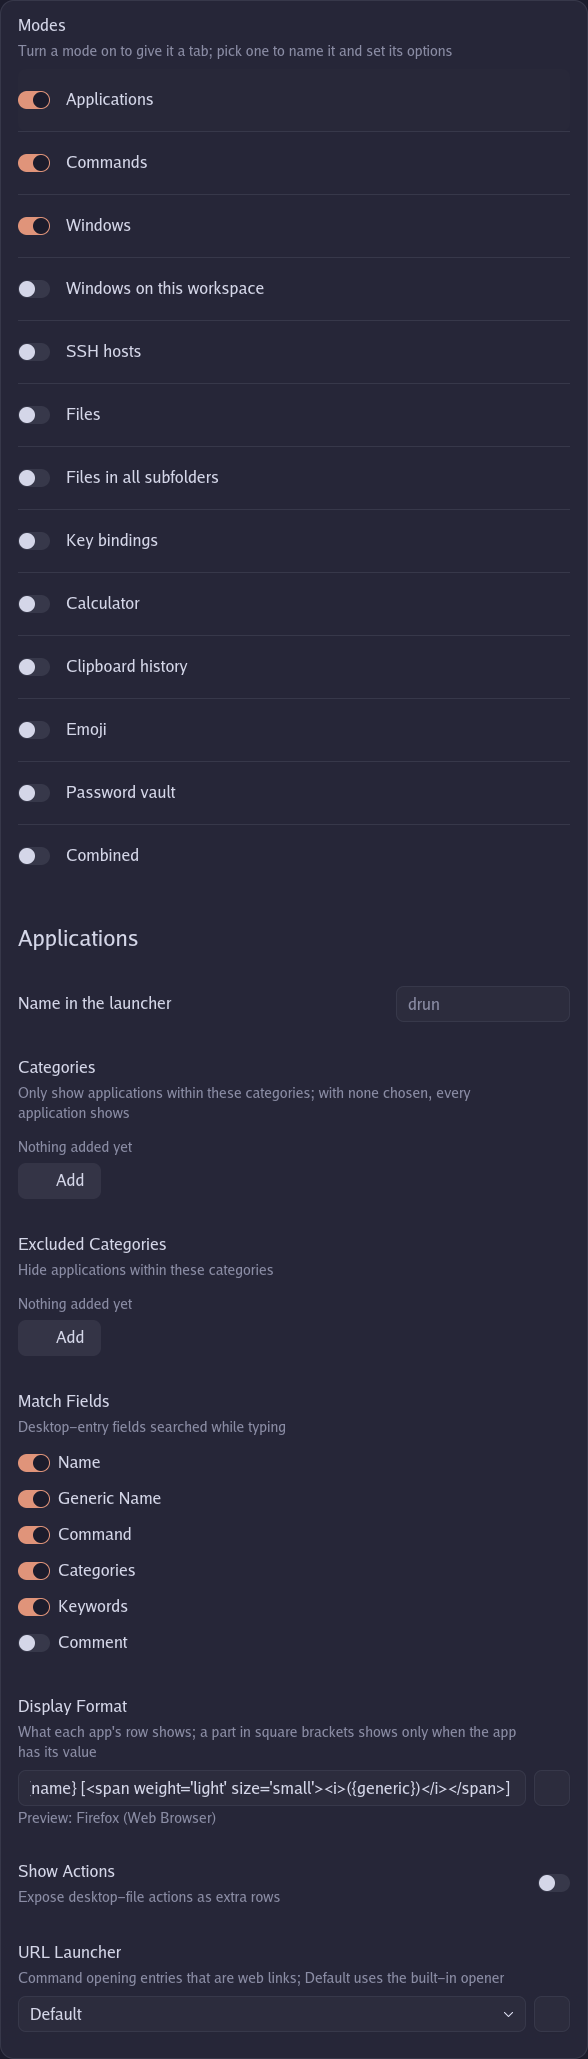 Modes
Turn a mode on to give it a tab; pick one to name it and set its options
Applications
Commands
Windows
Windows on this workspace
SSH hosts
Files
Files in all subfolders
Key bindings
Calculator
Clipboard history
Emoji
Password vault
Combined
Applications
Name in the launcher
drun
Categories
Only show applications within these categories; with none chosen, every
application shows
Nothing added yet
Add
Excluded Categories
Hide applications within these categories
Nothing added yet
Add
Match Fields
Desktop-entry fields searched while typing
Name
Generic Name
Command
Categories
Keywords
Comment
Display Format
What each app's row shows; a part in square brackets shows only when the app
has its value
name} [<span weight='light' size='small'><i>({generic})</i></span>]
Preview: Firefox (Web Browser)
Show Actions
Expose desktop-file actions as extra rows
URL Launcher
Command opening entries that are web links; Default uses the built-in opener
Default